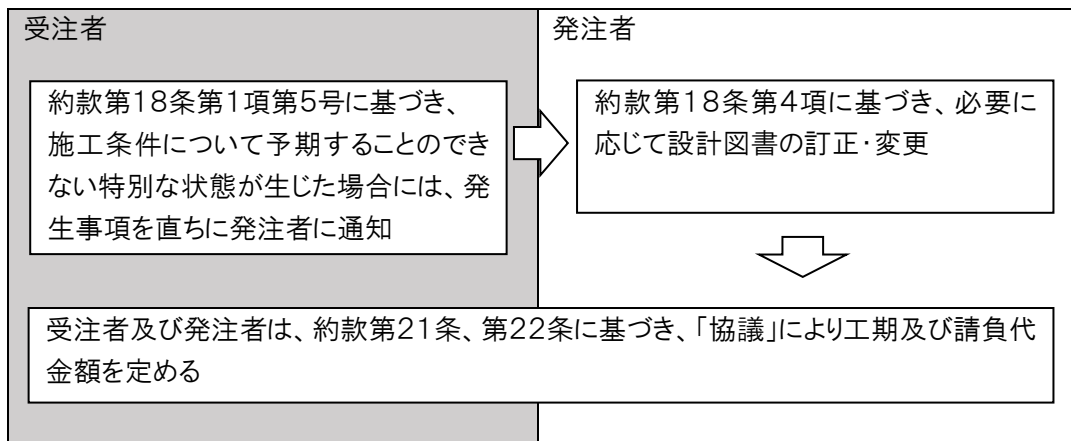 受注者
発注者
約款第18条第1項第5号に基づき、
施工条件について予期することのでき
ない特別な状態が生じた場合には、発
生事項を直ちに発注者に通知
約款第18条第4項に基づき、必要に
応じて設計図書の訂正・変更
受注者及び発注者は、約款第21条、第22条に基づき、「協議」により工期及び請負代
金額を定める